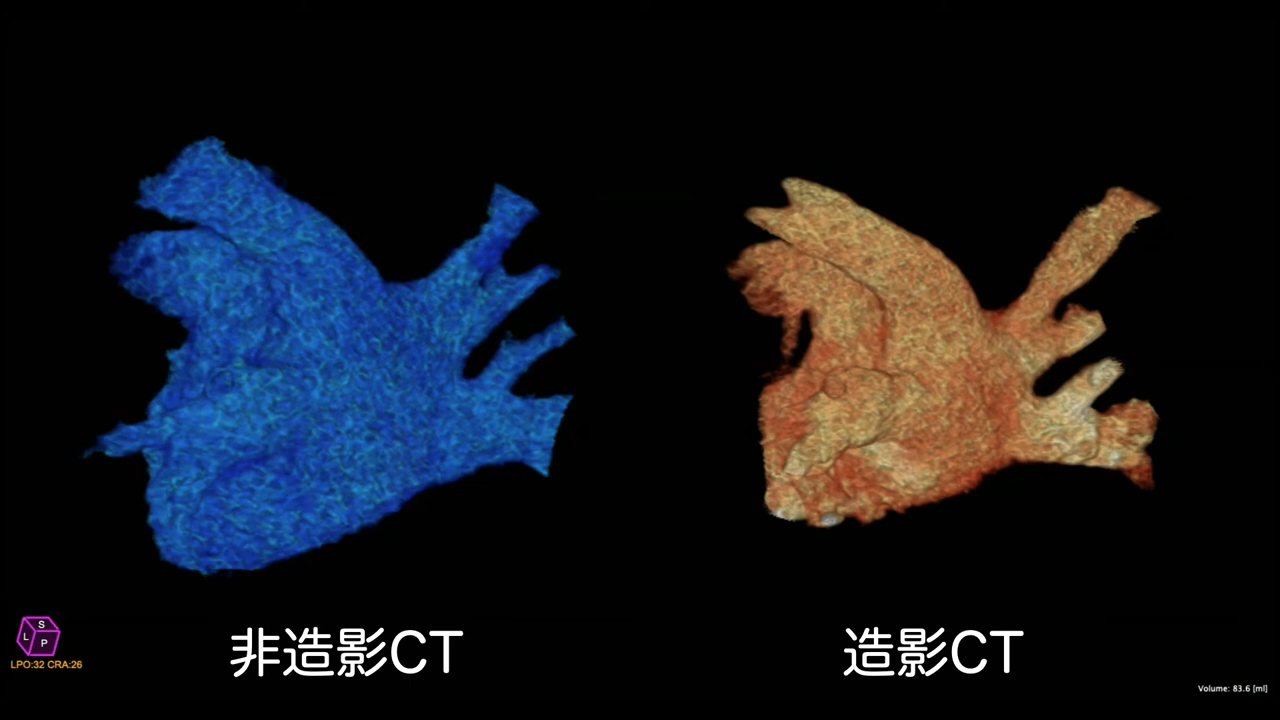 S
L
P
LPO:32 CRA:26
非造影CT
造影CT
Volume: 83.6 [ml]